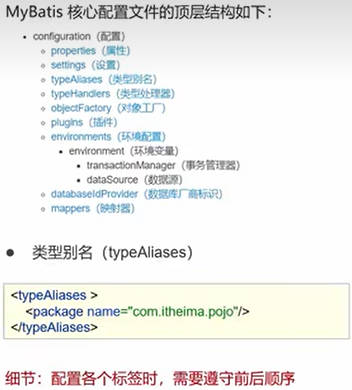 MyBatis 核心配置文件的顶层结构如下：
configuration（配置）
properties（属性）
settings（设置）
typeAliases（类型别名）
typeHandlers（类型处理器）
objectFactory（对象工厂）
plugins（插件）
environments（环境配置）
environment（环境变量）
transactionManager（事务管理器）
dataSource（数据源）
databaseIdProvider（数据库厂商标识）
mappers（映射器）
类型别名（typeAliases）
<typeAliases >
<package name="com.itheima.pojo"/>
</typeAliases>
细节：配置各个标签时，需要遵守前后顺序